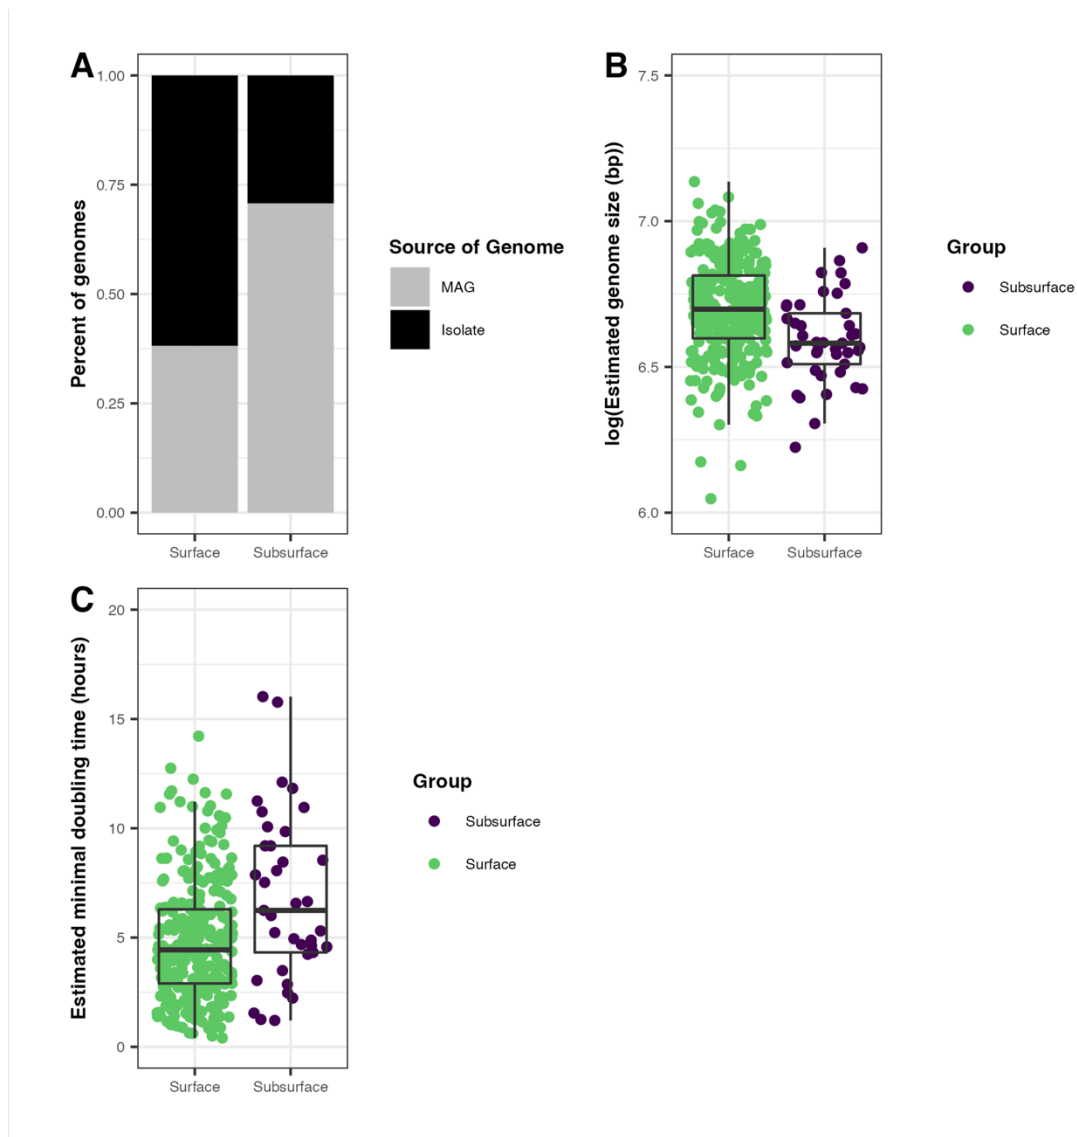 A
Percent of genomes
1.00
0.75
0.50
0.25
0.00
Surface
Subsurface
Source of Genome
MAG
Isolate
B
log(Estimated genome size (bp))
7.5
7.0
6.5
6.0
Surface
Subsurface
Group
Subsurface
Surface
C
Estimated minimal doubling time (hours)
20
15
10
5
0
Surface
Subsurface
Group
Subsurface
Surface